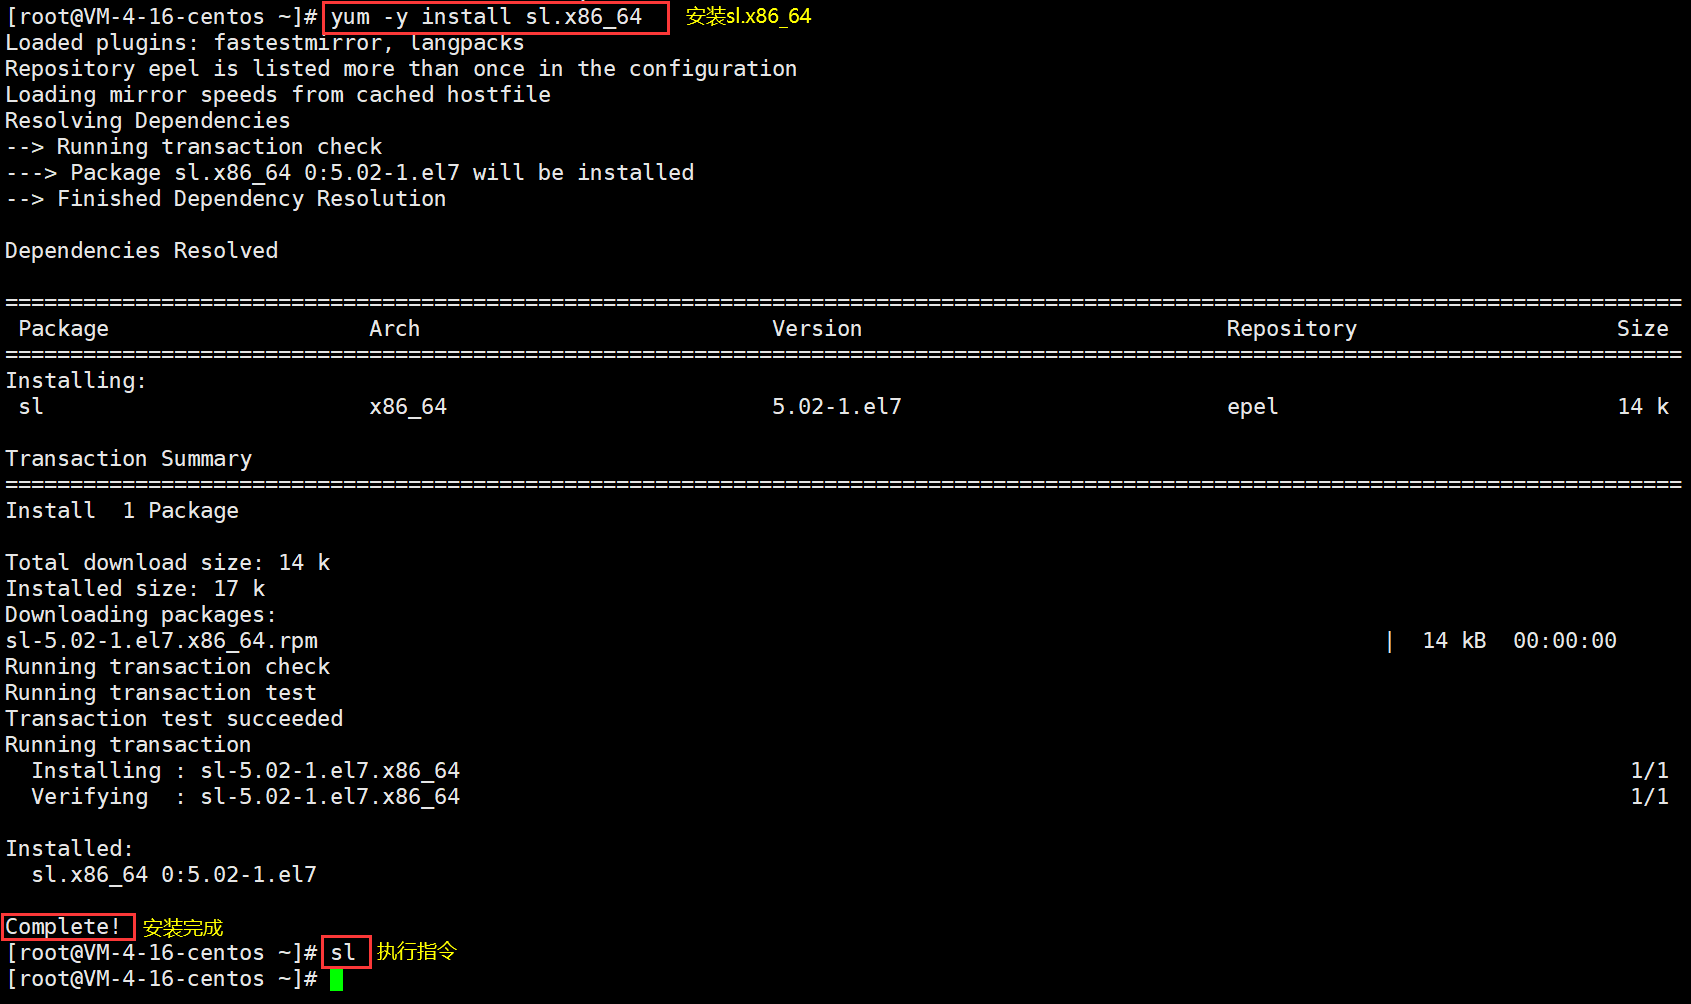 [root@VM-4-16-centos ~]# yum -y install sl.x86_64 安装sl.x86_64
Loaded plugins: fastestmirror, langpacks
Repository epel is listed more than once in the configuration
Loading mirror speeds from cached hostfile
Resolving Dependencies
--> Running transaction check
---> Package sl.x86_64 0:5.02-1.el7 will be installed
--> Finished Dependency Resolution
Dependencies Resolved
=================================================================================================================================
Package Arch Version Repository Size
=================================================================================================================================
Installing:
sl x86_64 5.02-1.el7 epel 14 k
Transaction Summary
=================================================================================================================================
Install 1 Package
Total download size: 14 k
Installed size: 17 k
Downloading packages:
sl-5.02-1.el7.x86_64.rpm | 14 kB 00:00:00
Running transaction check
Running transaction test
Transaction test succeeded
Running transaction
Installing : sl-5.02-1.el7.x86_64 1/1
Verifying : sl-5.02-1.el7.x86_64 1/1
Installed:
sl.x86_64 0:5.02-1.el7
Complete! 安装完成
[root@VM-4-16-centos ~]# sl 执行指令
[root@VM-4-16-centos ~]#